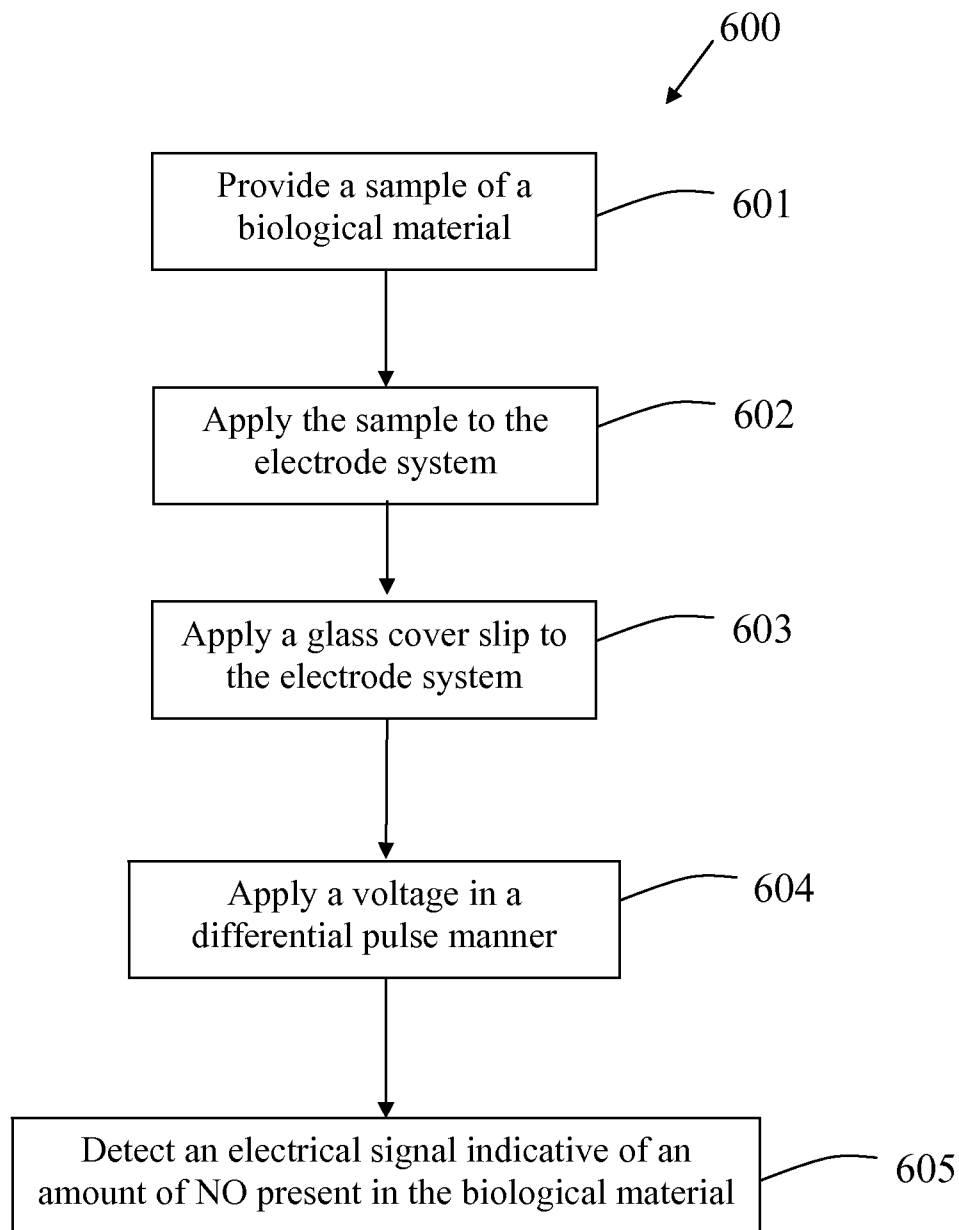 600
Provide a sample of a
biological material
601
Apply the sample to the
electrode system
602
Apply a glass cover slip to
the electrode system
603
Apply a voltage in a
differential pulse manner
604
Detect an electrical signal indicative of an
amount of NO present in the biological material
605